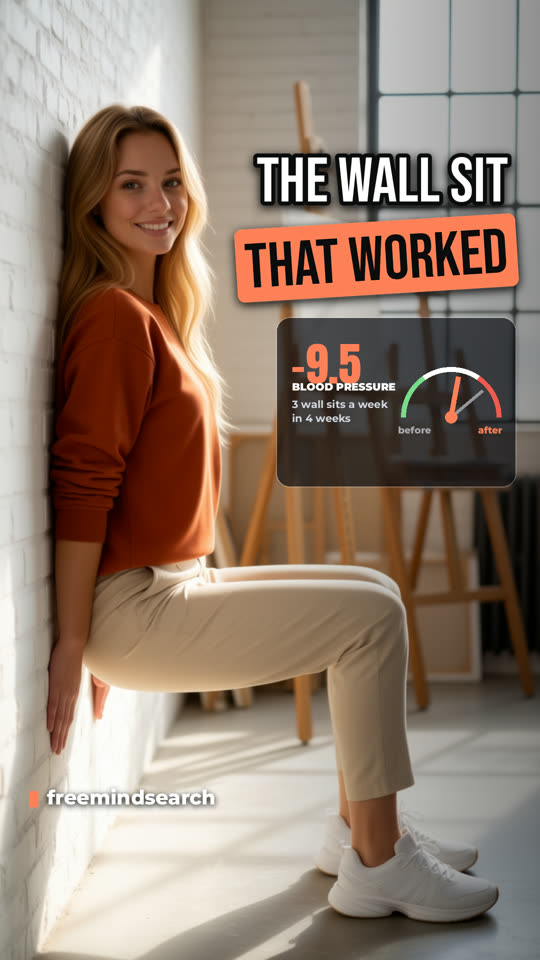 THE WALL SIT
THAT WORKED
-9.5
BLOOD PRESSURE
3 wall sits a week
in 4 weeks
before after
freemindsearch